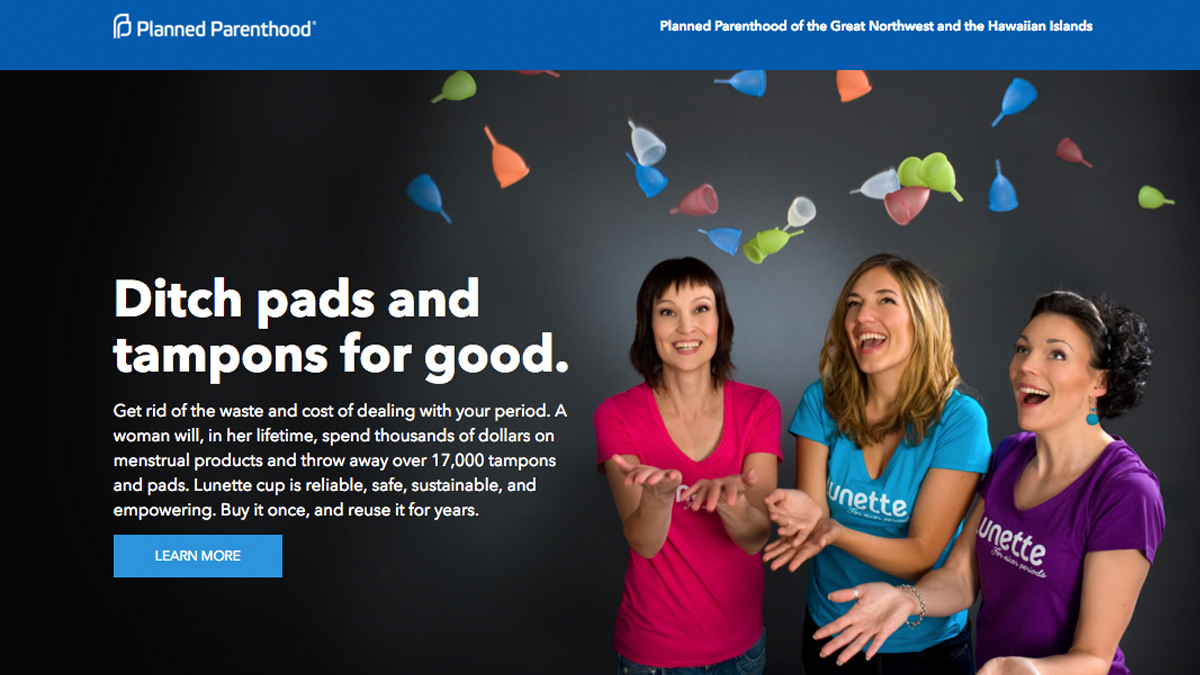 Planned Parenthood®
Planned Parenthood of the Great Northwest and the Hawaiian Islands
Ditch pads and
tampons for good.
Get rid of the waste and cost of dealing with your period. A
woman will, in her lifetime, spend thousands of dollars on
menstrual products and throw away over 17,000 tampons
and pads. Lunette cup is reliable, safe, sustainable, and
empowering. Buy it once, and reuse it for years.
LEARN MORE
Lunette
For nicer periods
Lunette
For nicer periods